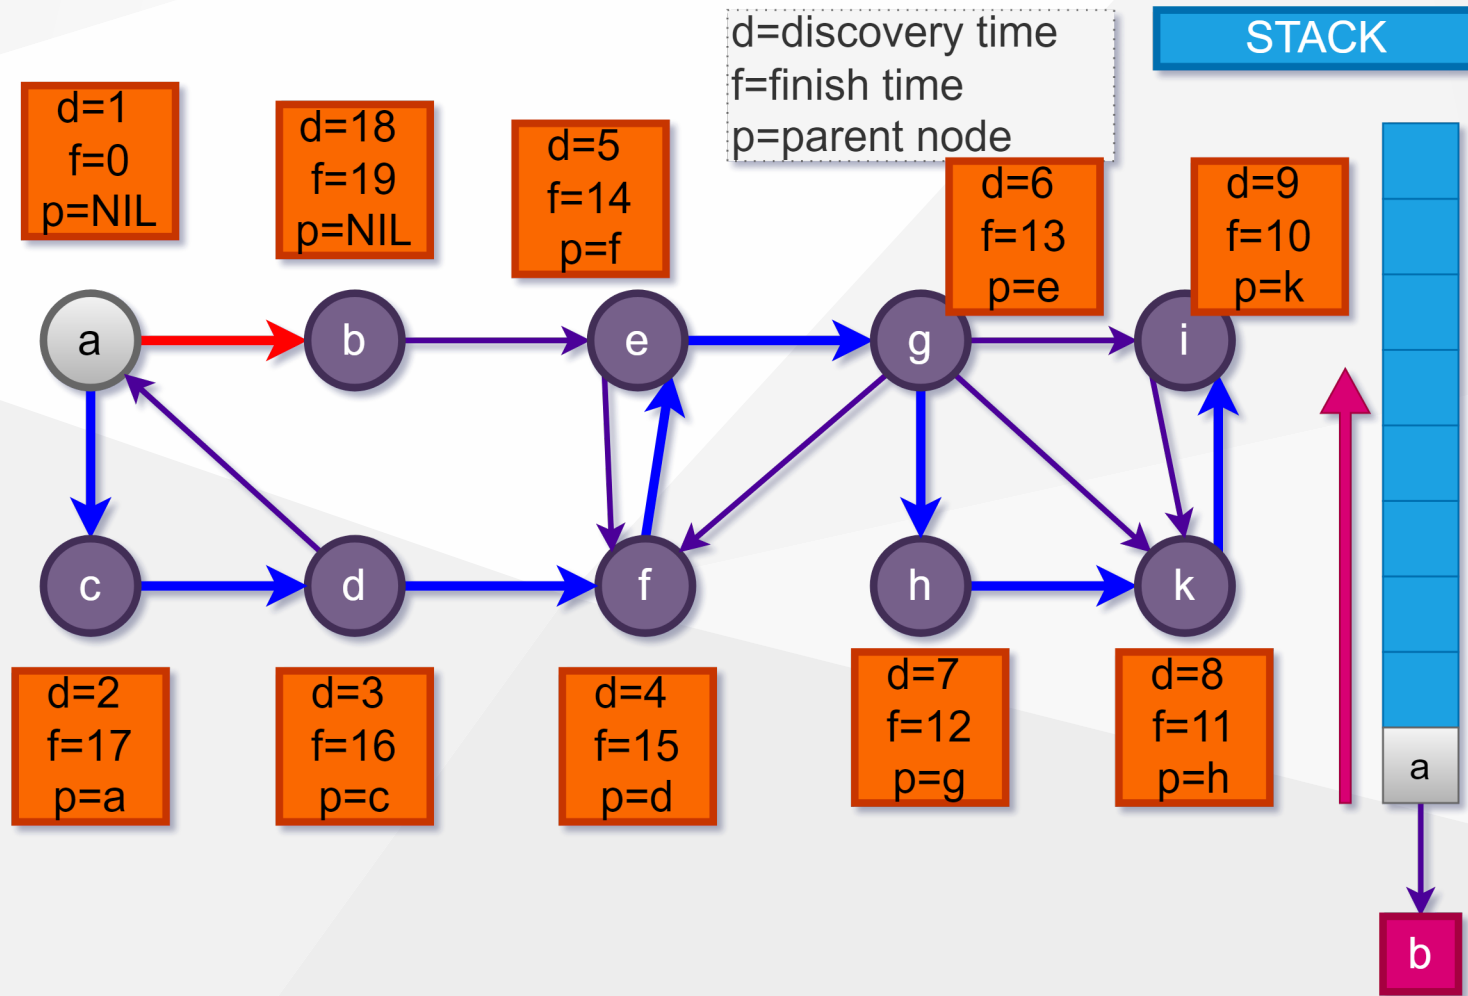 d=discovery time
f=finish time
p=parent node
STACK
d=1
f=0
p=NIL
d=18
f=19
p=NIL
d=5
f=14
p=f
d=6
f=13
p=e
d=9
f=10
p=k
a
b
e
g
i
c
d
f
h
k
d=2
f=17
p=a
d=3
f=16
p=c
d=4
f=15
p=d
d=7
f=12
p=g
d=8
f=11
p=h
a
b